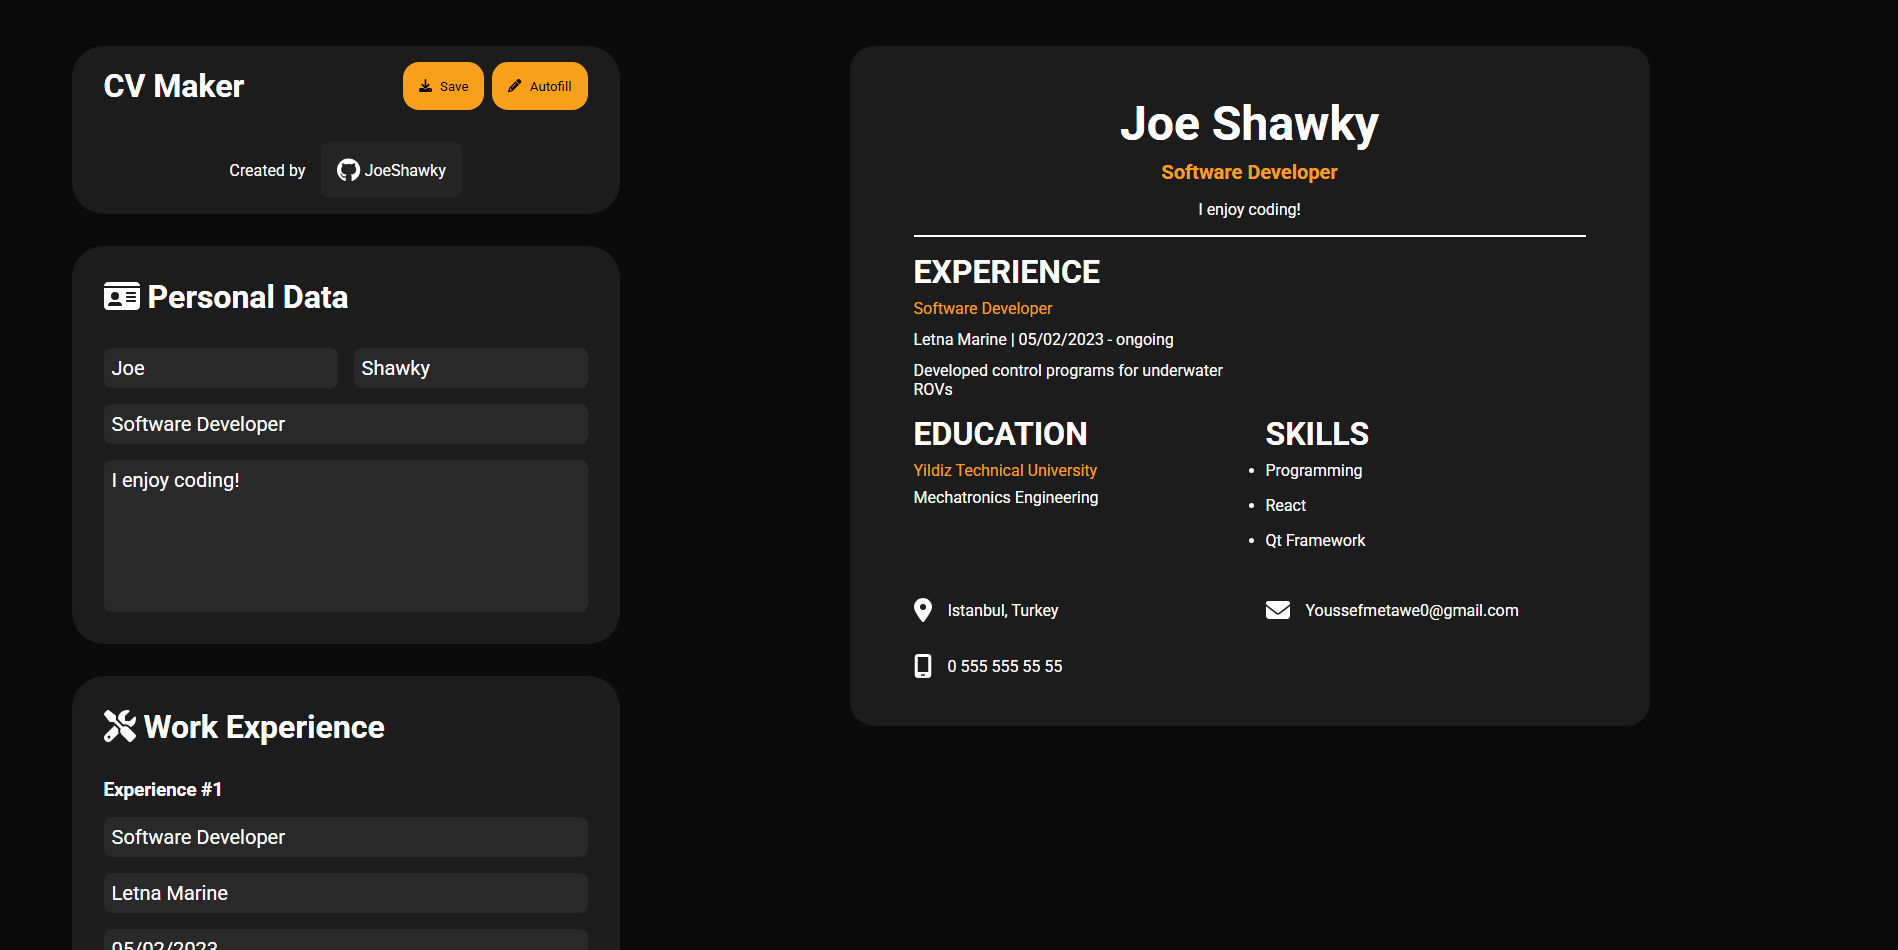 CV Maker
Save
Autofill
Created by
JoeShawky
Personal Data
Joe
Shawky
Software Developer
I enjoy coding!
Work Experience
Experience #1
Software Developer
Letna Marine
05/02/2023
Joe Shawky
Software Developer
I enjoy coding!
EXPERIENCE
Software Developer
Letna Marine | 05/02/2023 - ongoing
Developed control programs for underwater
ROVs
EDUCATION
Yildiz Technical University
Mechatronics Engineering
SKILLS
Programming
React
Qt Framework
Istanbul, Turkey
Youssefmetawe0@gmail.com
0 555 555 55 55